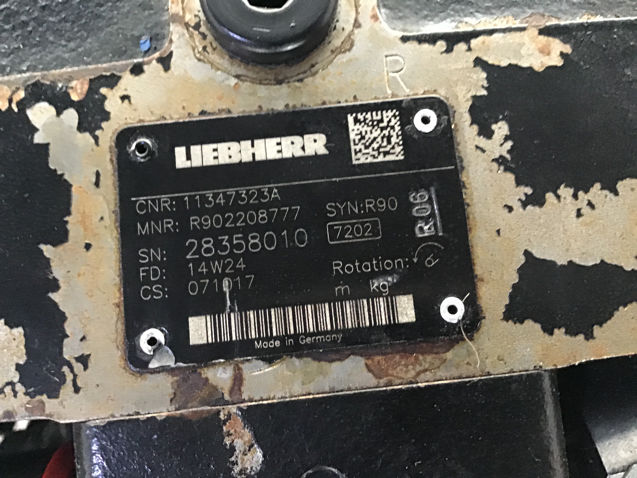 R
LIEBHERR
CNR: 11347323A
MNR: R902208777 SYN:R90
SN: 28358010 7202
R 06
FD: 14W24
Rotation:
CS: 071017
m kg
Made in Germany